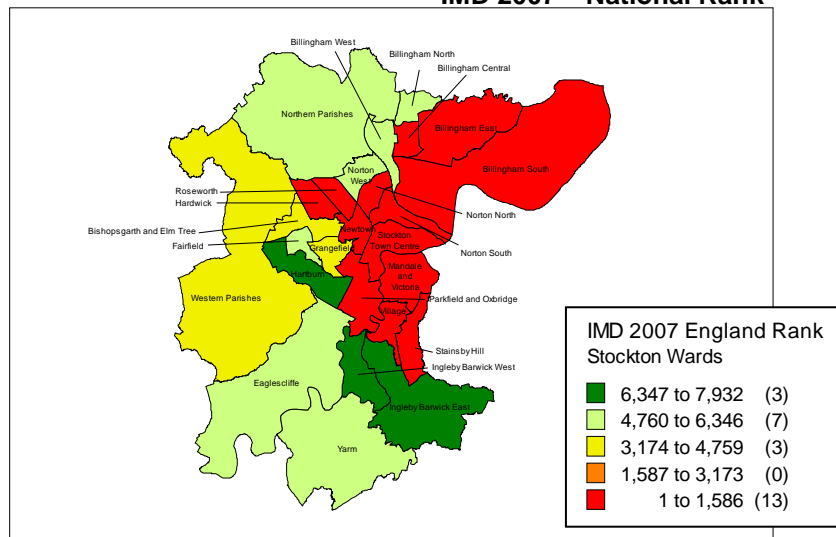 IMD 2007 – National Rank
Billingham West
Billingham North
Billingham Central
Northern Parishes
Billingham East
Billingham South
Norton
West
Roseworth
Hardwick
Norton North
Bishopsgarth and Elm Tree
Newtown
Stockton
Town Centre
Norton South
Fairfield
Grangefield
Hartburn
Mandale
and
Victoria
Western Parishes
Parkfield and Oxbridge
Village
Stainsby Hill
Ingleby Barwick West
Eaglescliffe
Ingleby Barwick East
Yarm
IMD 2007 England Rank
Stockton Wards
6,347 to 7,932 (3)
4,760 to 6,346 (7)
3,174 to 4,759 (3)
1,587 to 3,173 (0)
1 to 1,586 (13)